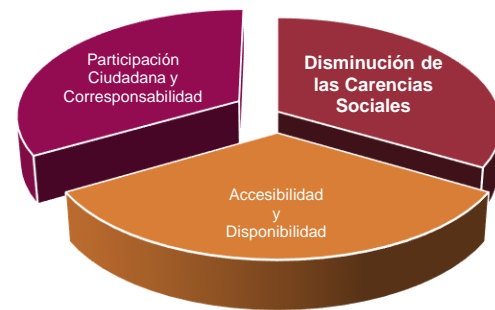 Participación
Ciudadana y
Corresponsabilidad
Disminución de
las Carencias
Sociales
Accesibilidad
y
Disponibilidad